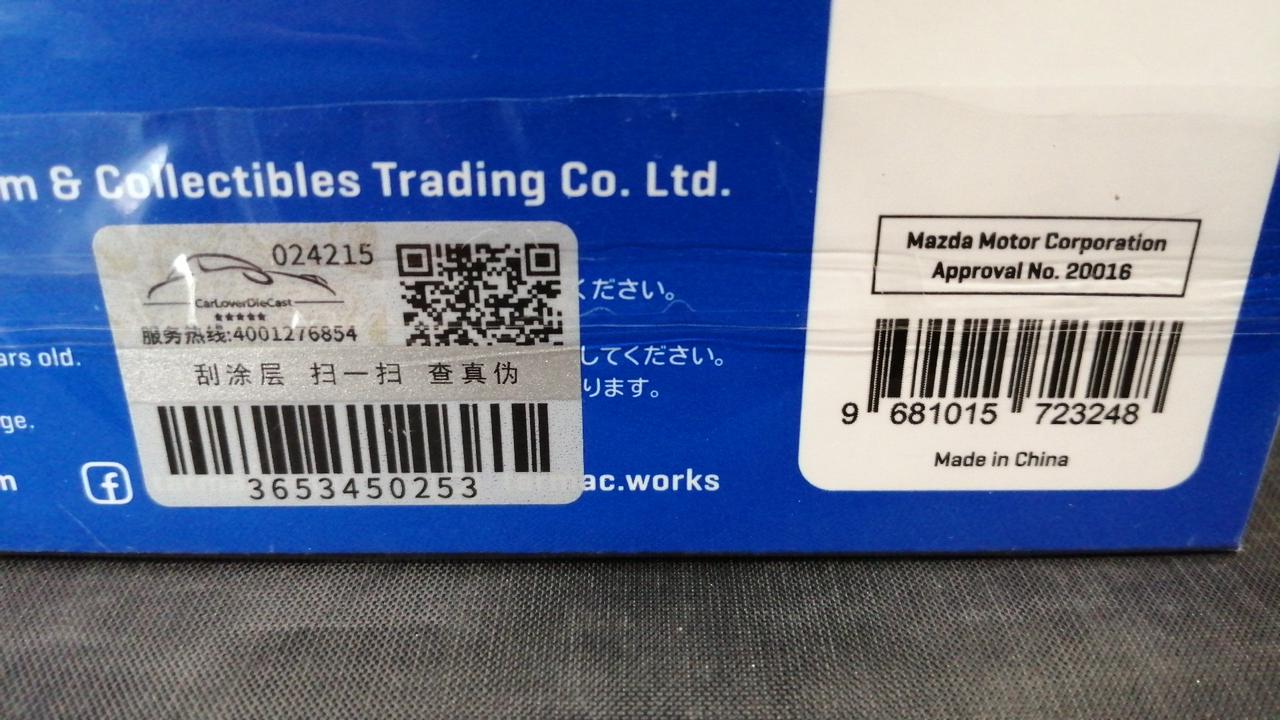 m & Collectibles Trading Co. Ltd.
024215
CarLoverDieCast
服务热线:4001276854
刮涂层 扫一扫 查真伪
3653450253
ください。
ars old.
してください。
ります。
ge.
m
f
ac.works
Mazda Motor Corporation
Approval No. 20016
9 681015 723248
Made in China